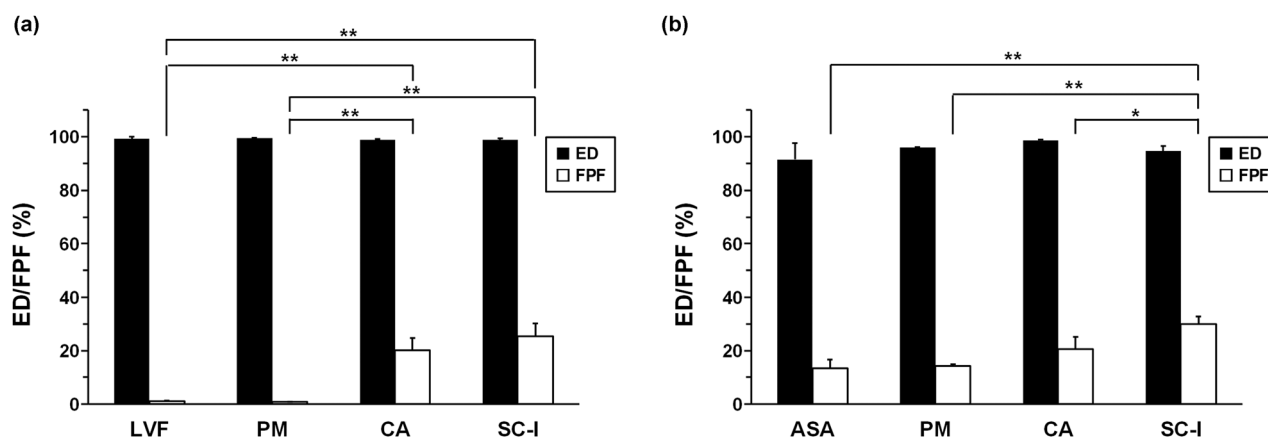 (a)
**
**
**
**
ED/FPF (%)
100
80
60
40
20
0
ED
FPF
LVF PM CA SC-I
(b)
**
**
*
ED/FPF (%)
100
80
60
40
20
0
ED
FPF
ASA PM CA SC-I